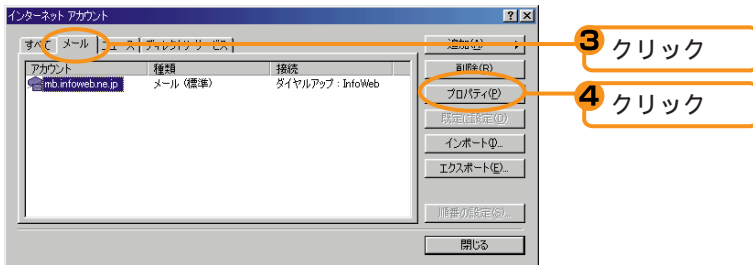 インターネット アカウント
すべて メール ニュース ディレクトリ サービス
追加(A)
アカウント 種類 接続
mb.infoweb.ne.jp メール (標準) ダイヤルアップ : InfoWeb
削除(R)
プロパティ(P)
既定に設定(D)
インポート(I)...
エクスポート(E)...
順番の設定(S)...
閉じる
3 クリック
4 クリック